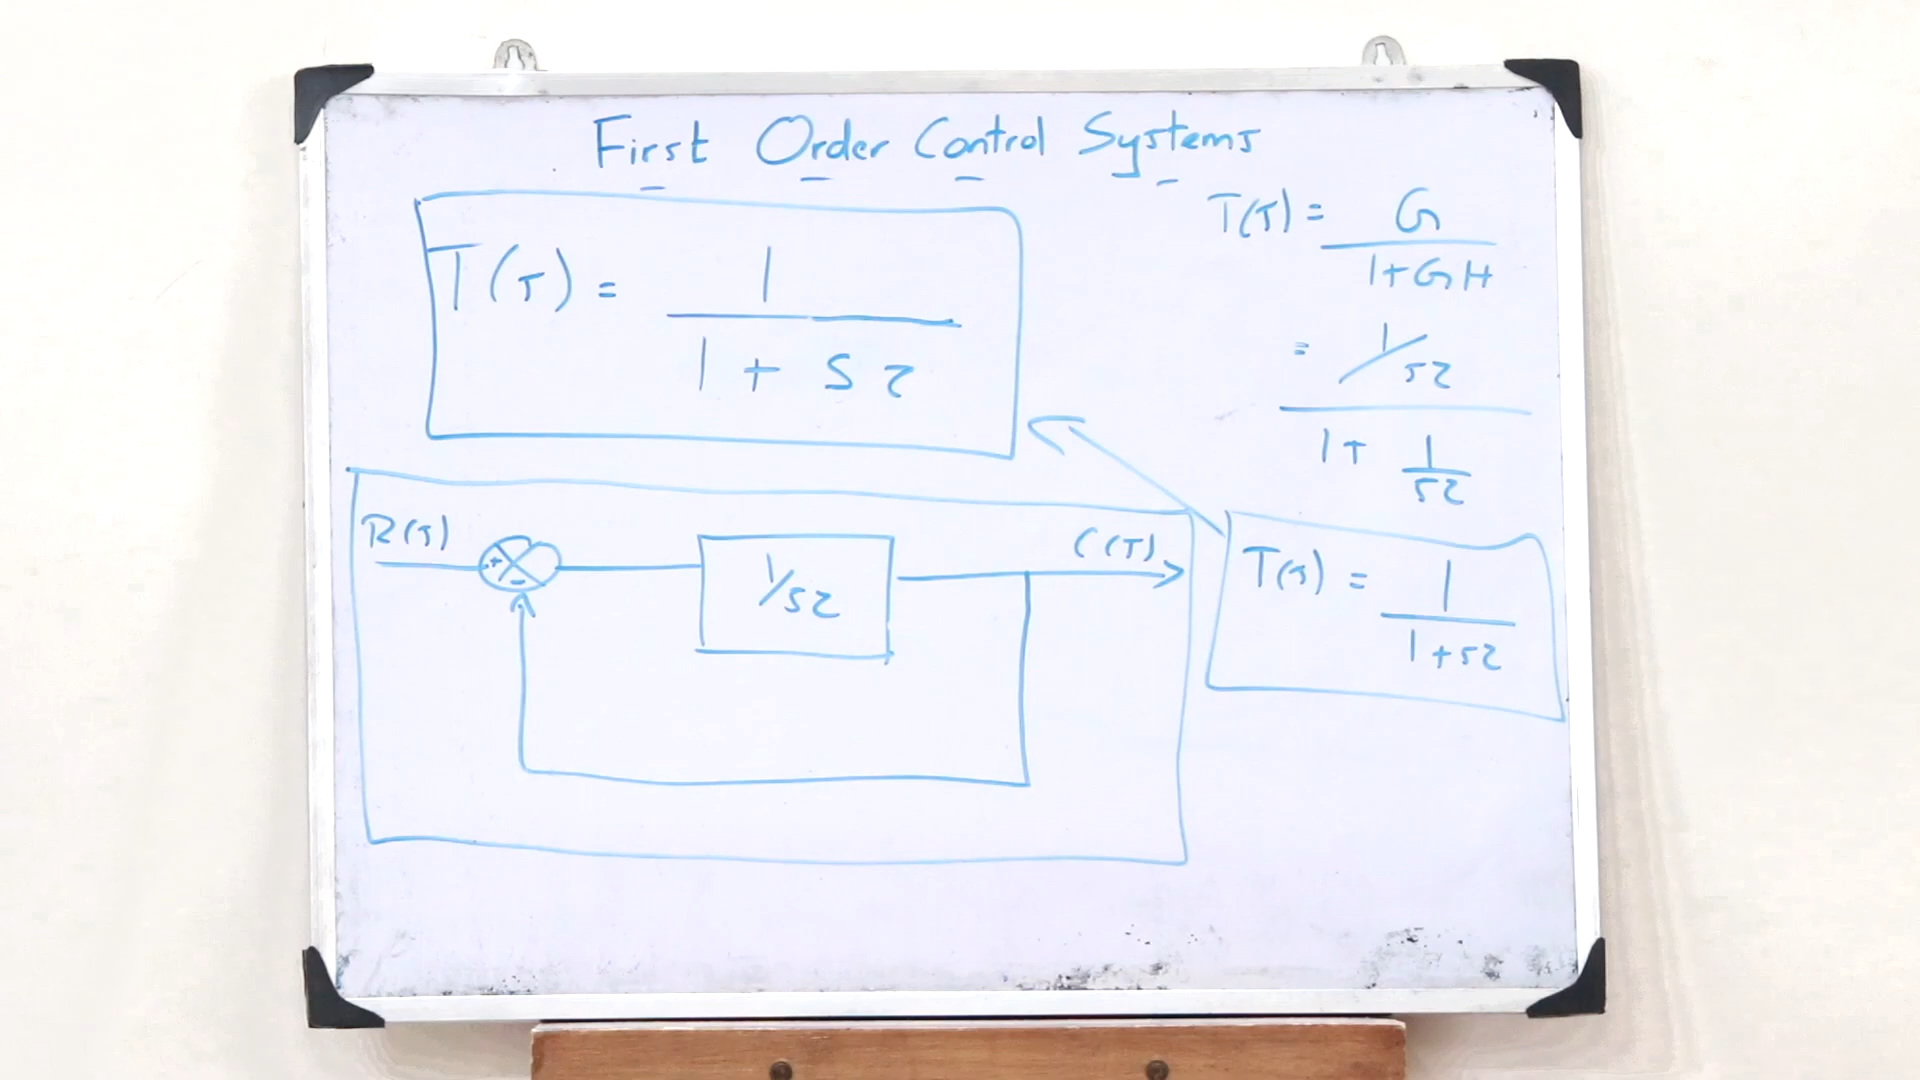 First Order Control Systems
T(s) = 1 / 1 + sτ
R(s)
+
-
1/sτ
C(s)
T(s) = G / 1+GH
= 1/sτ / 1+ 1/sτ
T(s) = 1 / 1+sτ